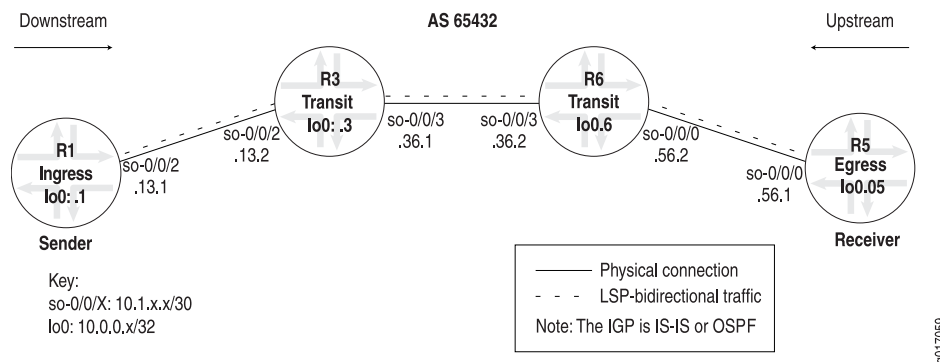 Downstream
AS 65432
Upstream
R3
Transit
lo0: .3
R6
Transit
lo0.6
so-0/0/2
.13.2
so-0/0/3
.36.1
so-0/0/3
.36.2
so-0/0/0
.56.2
R1
Ingress
lo0: .1
so-0/0/2
.13.1
so-0/0/0
.56.1
R5
Egress
lo0.05
Sender
Receiver
Key:
so-0/0/X: 10.1.x.x/30
lo0: 10.0.0.x/32
Physical connection
LSP-bidirectional traffic
Note: The IGP is IS-IS or OSPF
g017059